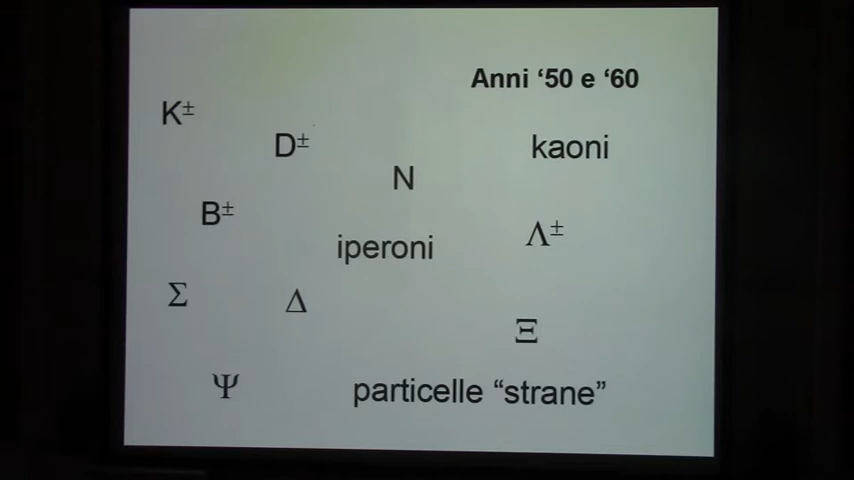 Anni ‘50 e ‘60
K±
D±
kaoni
N
B±
Λ±
iperoni
Σ
Δ
Ξ
Ψ
particelle “strane”